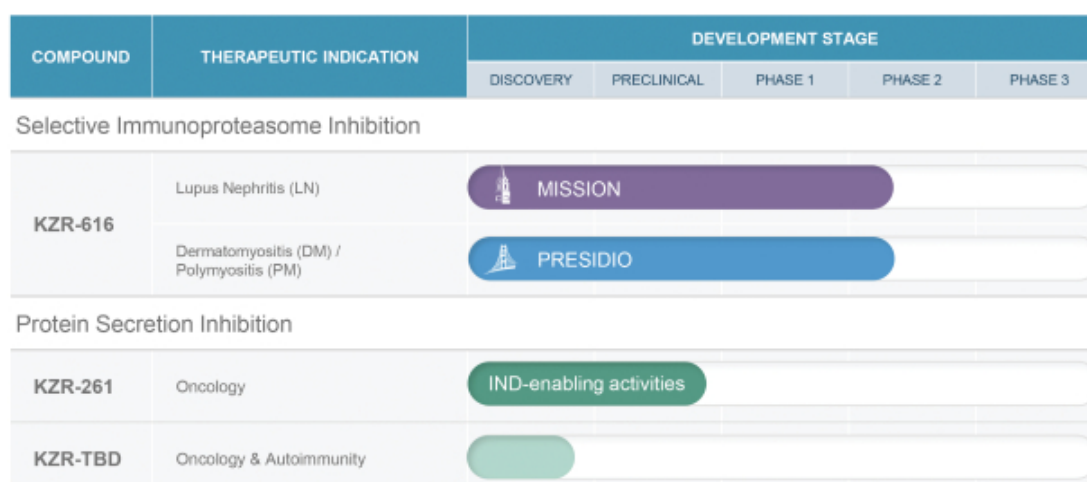 COMPOUND
THERAPEUTIC INDICATION
DEVELOPMENT STAGE
DISCOVERY
PRECLINICAL
PHASE 1
PHASE 2
PHASE 3
Selective Immunoproteasome Inhibition
KZR-616
Lupus Nephritis (LN)
MISSION
Dermatomyositis (DM) /
Polymyositis (PM)
PRESIDIO
Protein Secretion Inhibition
KZR-261
Oncology
IND-enabling activities
KZR-TBD
Oncology & Autoimmunity